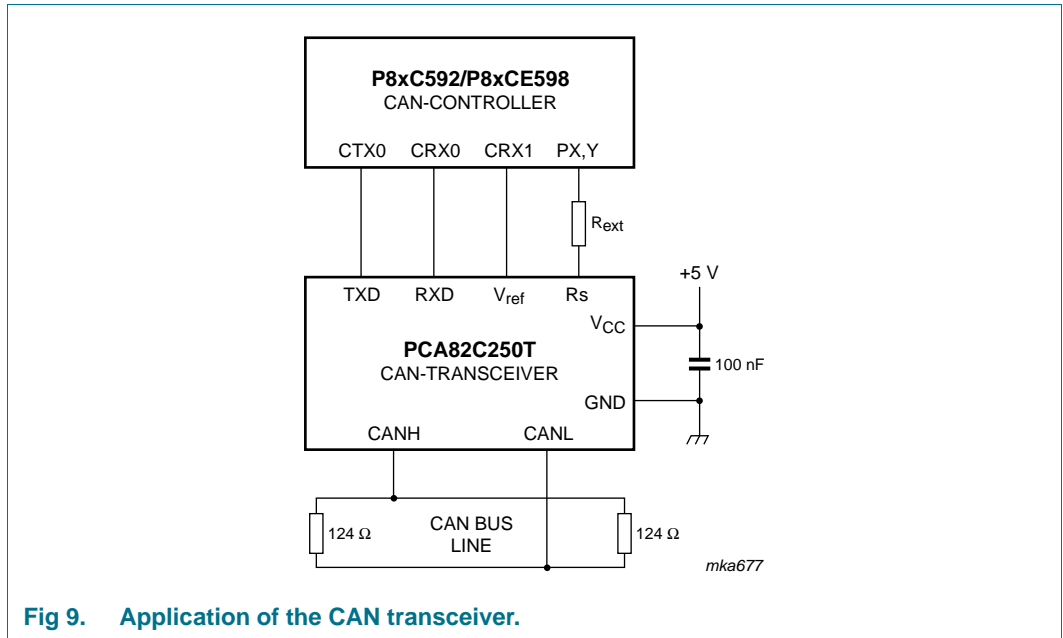 P8xC592/P8xCE598
CAN-CONTROLLER
CTX0 CRX0 CRX1 PX,Y
Rext
+5 V
TXD RXD Vref Rs
VCC
PCA82C250T
CAN-TRANSCEIVER
100 nF
GND
CANH CANL
124 Ω
CAN BUS
LINE
124 Ω
mka677
Fig 9. Application of the CAN transceiver.